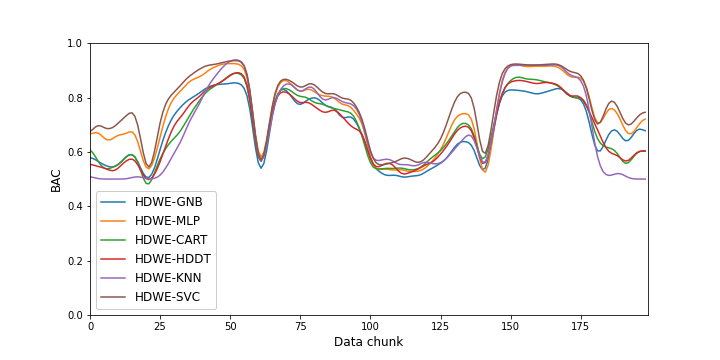 1.0
0.8
0.6
0.4
0.2
0.0
BAC
HDWE-GNB
HDWE-MLP
HDWE-CART
HDWE-HDDT
HDWE-KNN
HDWE-SVC
0 25 50 75 100 125 150 175
Data chunk